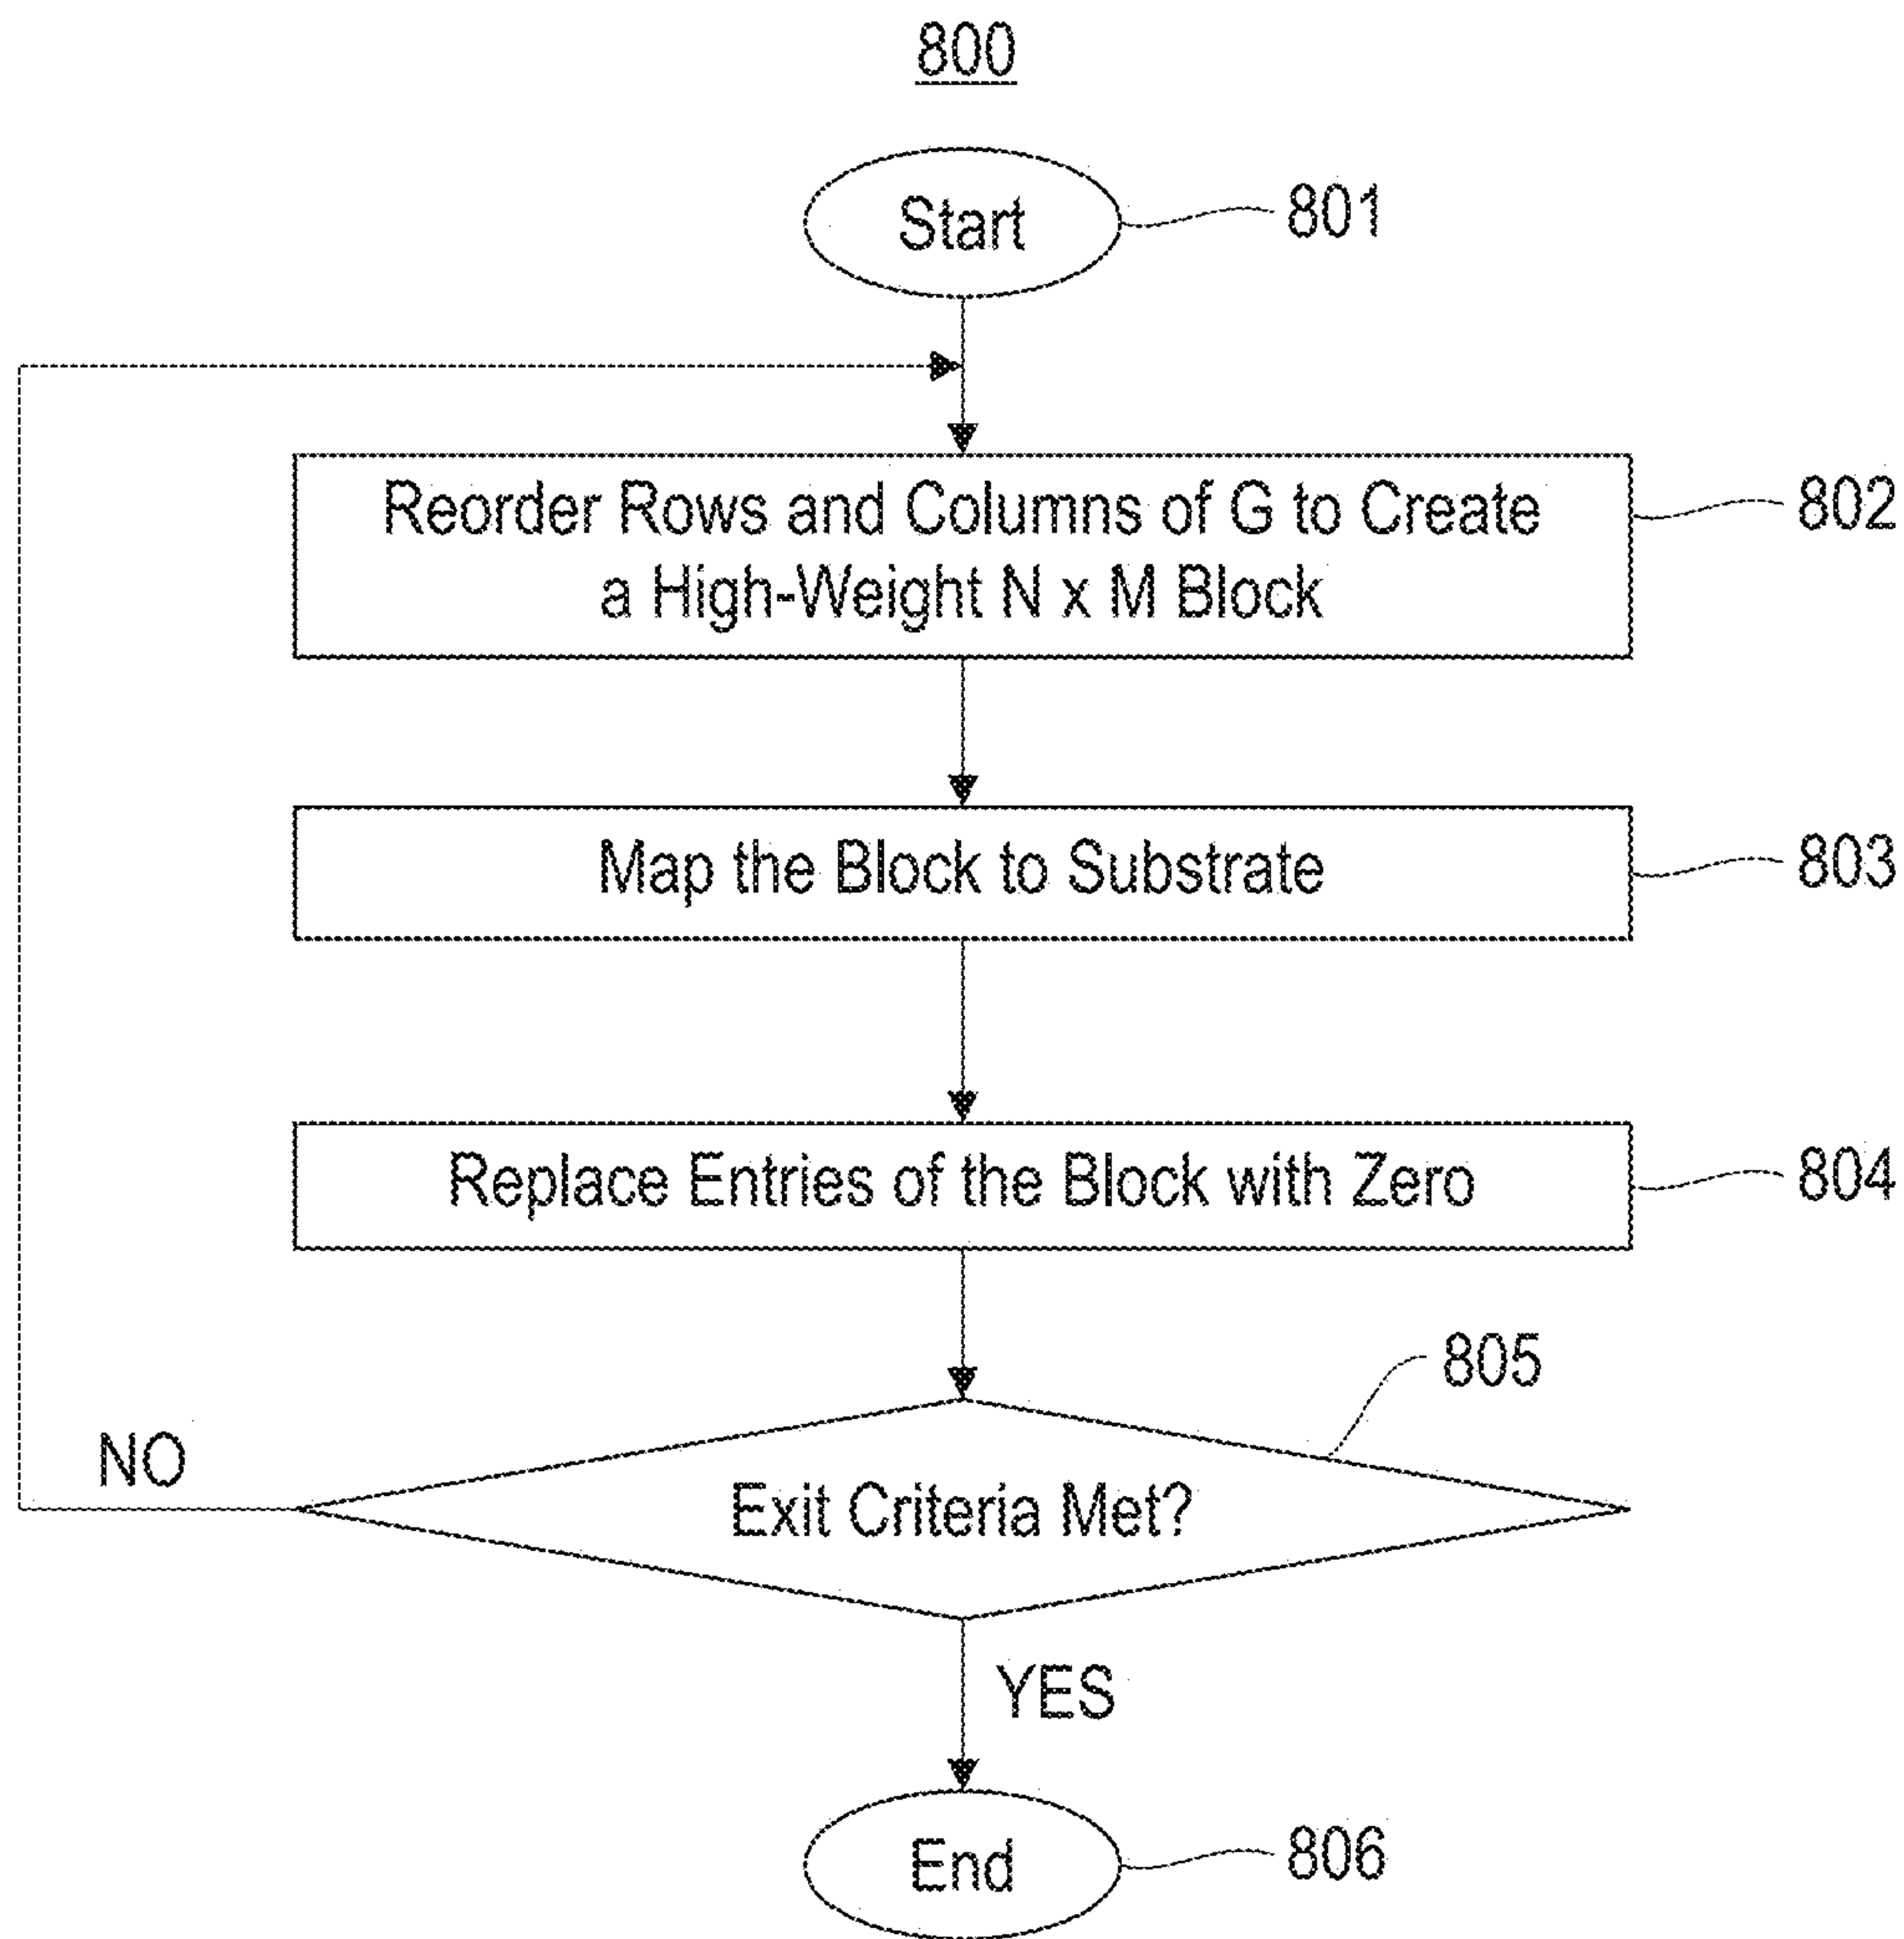 800
Start
801
Reorder Rows and Columns of G to Create
a High-Weight N x M Block
802
Map the Block to Substrate
803
Replace Entries of the Block with Zero
804
805
Exit Criteria Met?
NO
YES
End
806